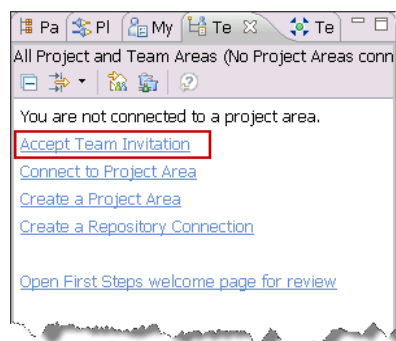 Pa Pl My Te Te
All Project and Team Areas (No Project Areas conn
You are not connected to a project area.
Accept Team Invitation
Connect to Project Area
Create a Project Area
Create a Repository Connection
Open First Steps welcome page for review